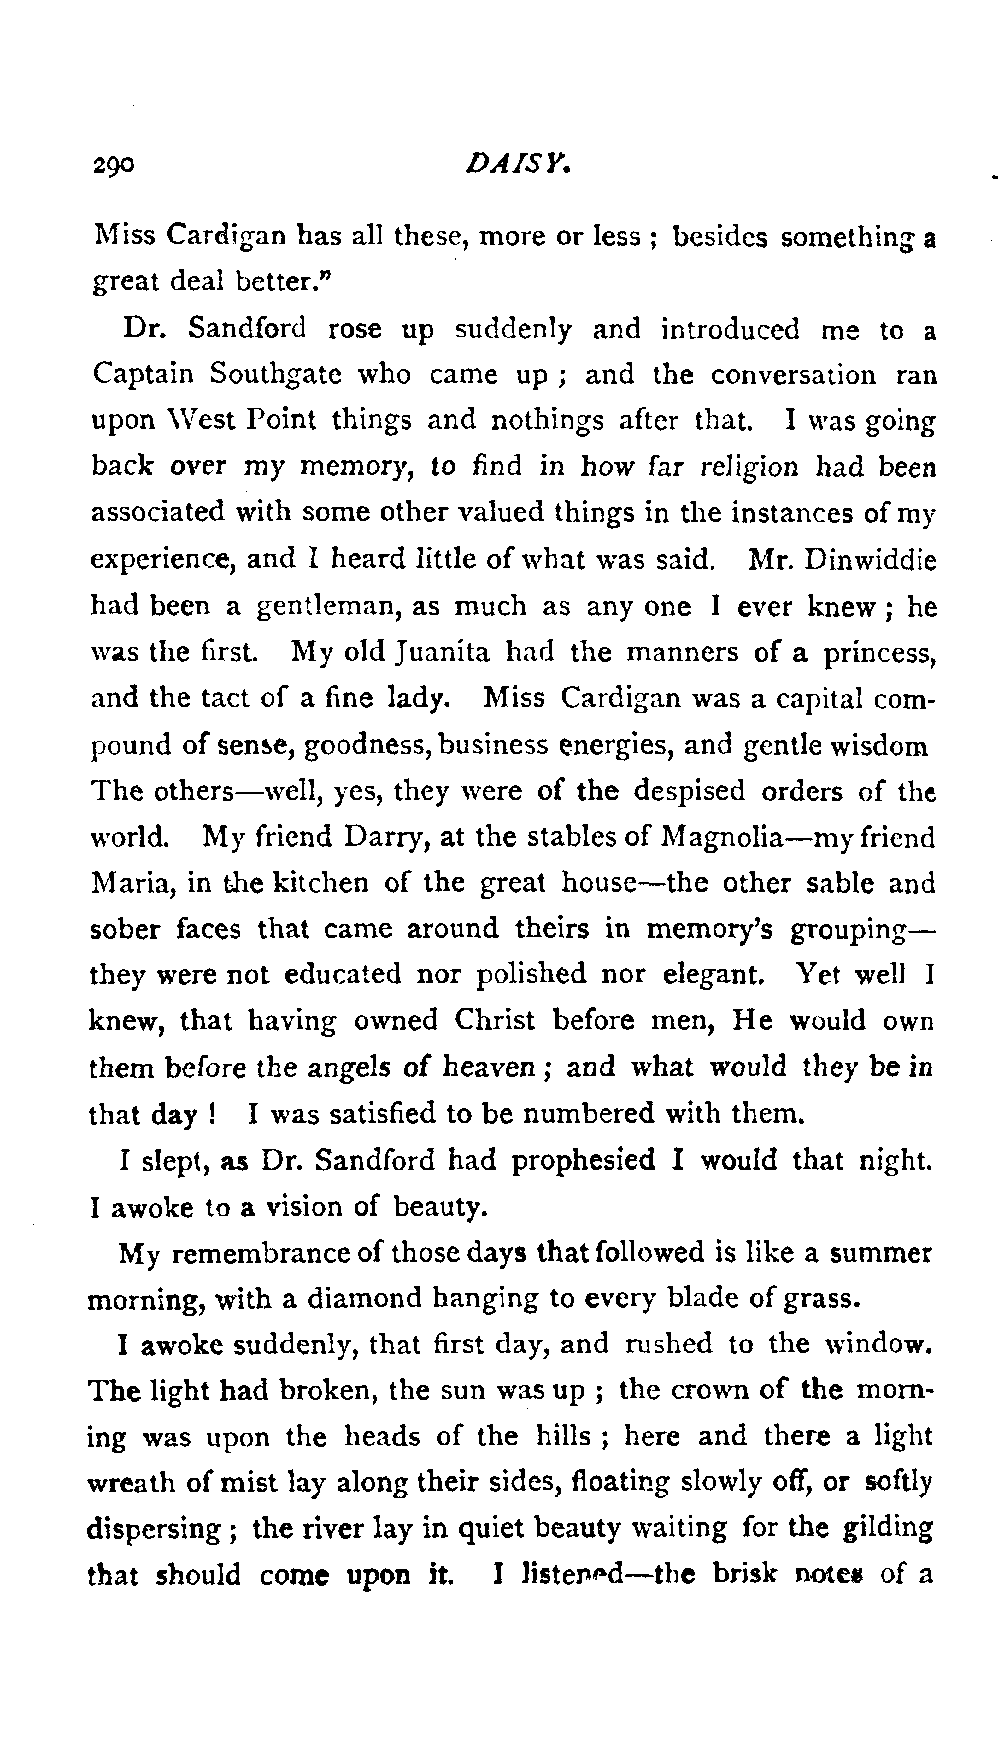 290 DAISY.
Miss Cardigan has all these, more or less ; besides something a
great deal better."
Dr. Sandford rose up suddenly and introduced me to a
Captain Southgate who came up ; and the conversation ran
upon West Point things and nothings after that. I was going
back over my memory, to find in how far religion had been
associated with some other valued things in the instances of my
experience, and I heard little of what was said. Mr. Dinwiddie
had been a gentleman, as much as any one I ever knew ; he
was the first. My old Juanita had the manners of a princess,
and the tact of a fine lady. Miss Cardigan was a capital com-
pound of sense, goodness, business energies, and gentle wisdom
The others—well, yes, they were of the despised orders of the
world. My friend Darry, at the stables of Magnolia—my friend
Maria, in the kitchen of the great house—the other sable and
sober faces that came around theirs in memory's grouping—
they were not educated nor polished nor elegant. Yet well I
knew, that having owned Christ before men, He would own
them before the angels of heaven ; and what would they be in
that day ! I was satisfied to be numbered with them.
I slept, as Dr. Sandford had prophesied I would that night.
I awoke to a vision of beauty.
My remembrance of those days that followed is like a summer
morning, with a diamond hanging to every blade of grass.
I awoke suddenly, that first day, and rushed to the window.
The light had broken, the sun was up ; the crown of the morn-
ing was upon the heads of the hills ; here and there a light
wreath of mist lay along their sides, floating slowly off, or softly
dispersing ; the river lay in quiet beauty waiting for the gilding
that should come upon it. I listened—the brisk notes of a